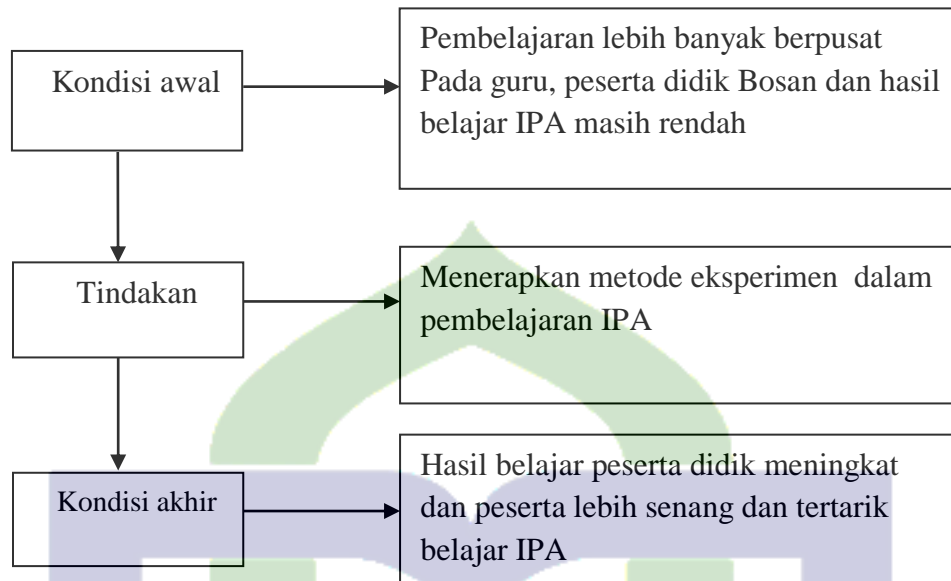 Kondisi awal
Pembelajaran lebih banyak berpusat
Pada guru, peserta didik Bosan dan hasil
belajar IPA masih rendah
Tindakan
Menerapkan metode eksperimen dalam
pembelajaran IPA
Kondisi akhir
Hasil belajar peserta didik meningkat
dan peserta lebih senang dan tertarik
belajar IPA